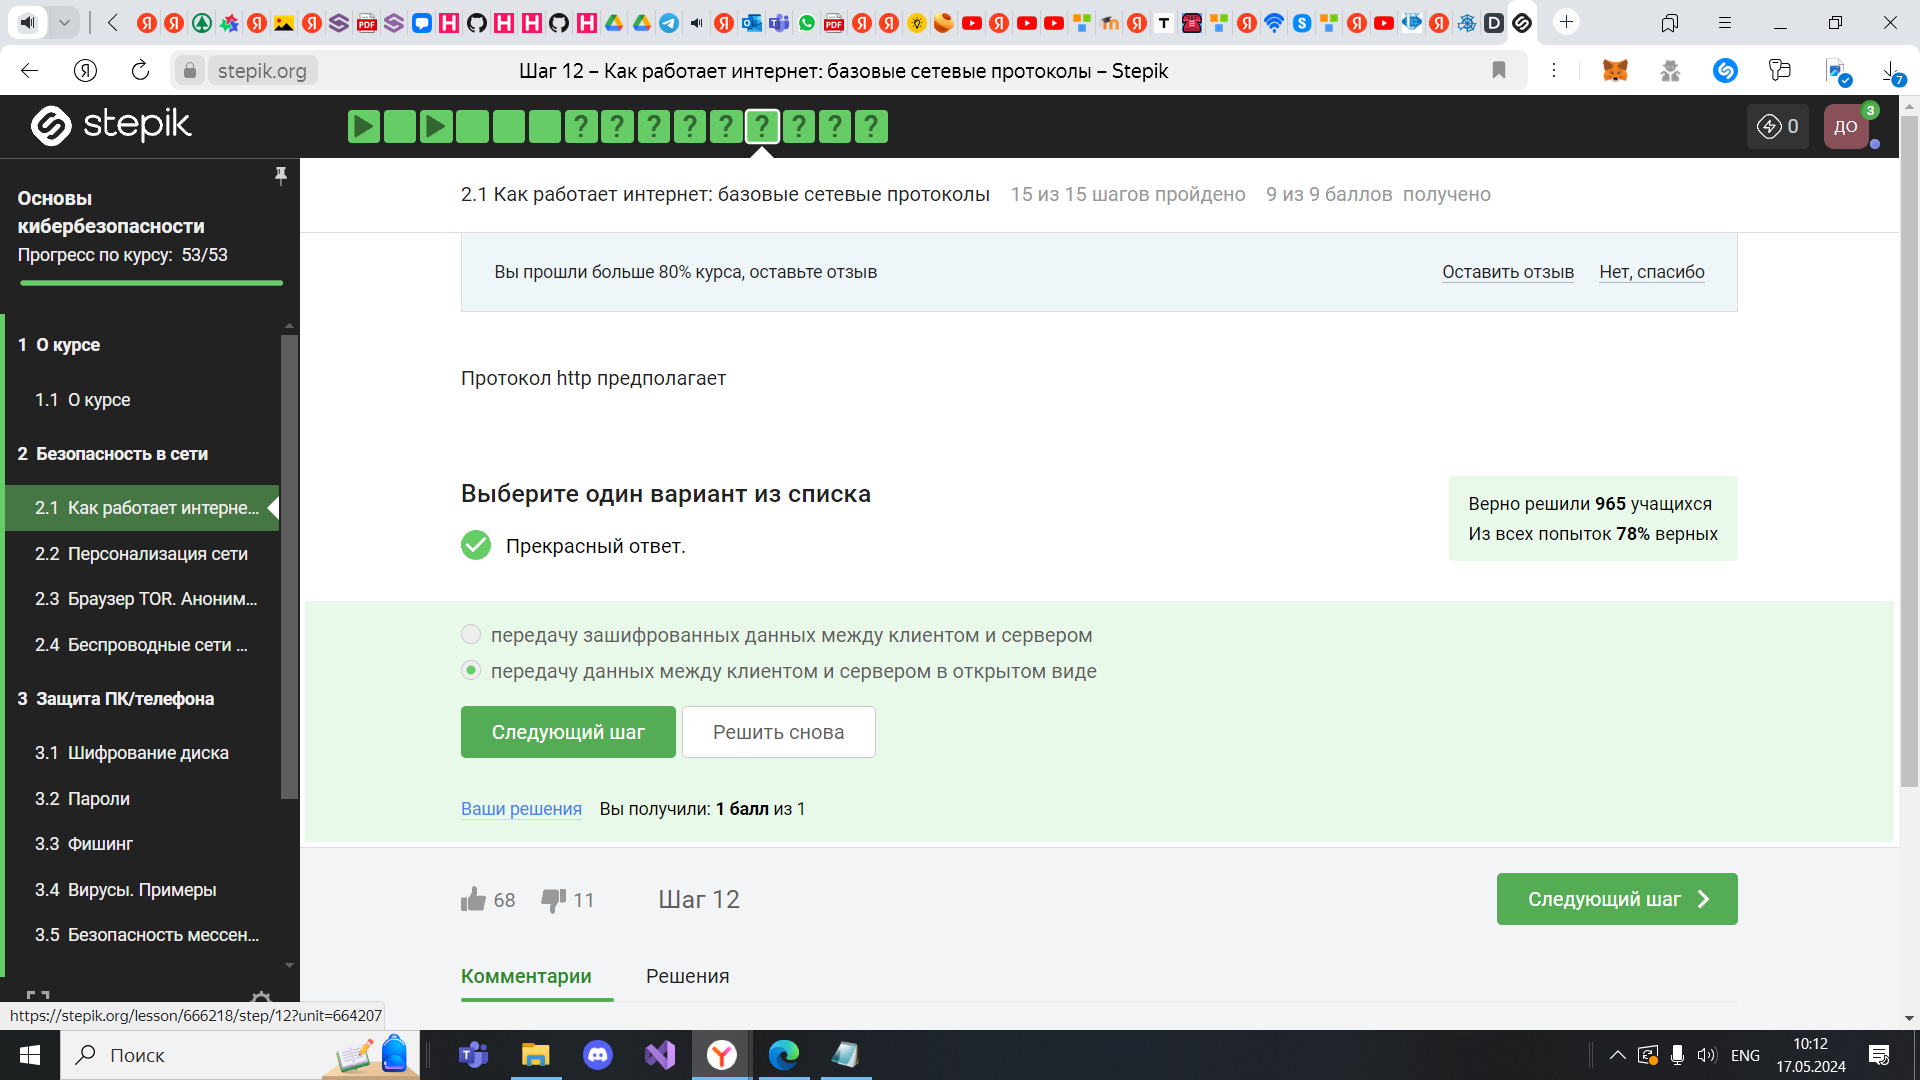 stepik.org
Шаг 12 – Как работает интернет: базовые сетевые протоколы – Stepik
7
stepik
0
ДО
3
Основы
кибербезопасности
Прогресс по курсу: 53/53
1 О курсе
1.1 О курсе
2 Безопасность в сети
2.1 Как работает интерне...
2.2 Персонализация сети
2.3 Браузер TOR. Аноним...
2.4 Беспроводные сети ...
3 Защита ПК/телефона
3.1 Шифрование диска
3.2 Пароли
3.3 Фишинг
3.4 Вирусы. Примеры
3.5 Безопасность мессен...
2.1 Как работает интернет: базовые сетевые протоколы 15 из 15 шагов пройдено 9 из 9 баллов получено
Вы прошли больше 80% курса, оставьте отзыв
Оставить отзыв
Нет, спасибо
Протокол http предполагает
Выберите один вариант из списка
Прекрасный ответ.
Верно решили 965 учащихся
Из всех попыток 78% верных
передачу зашифрованных данных между клиентом и сервером
передачу данных между клиентом и сервером в открытом виде
Следующий шаг
Решить снова
Ваши решения Вы получили: 1 балл из 1
68
11
Шаг 12
Следующий шаг
Комментарии
Решения
https://stepik.org/lesson/666218/step/12?unit=664207
Поиск
ENG
10:12
17.05.2024